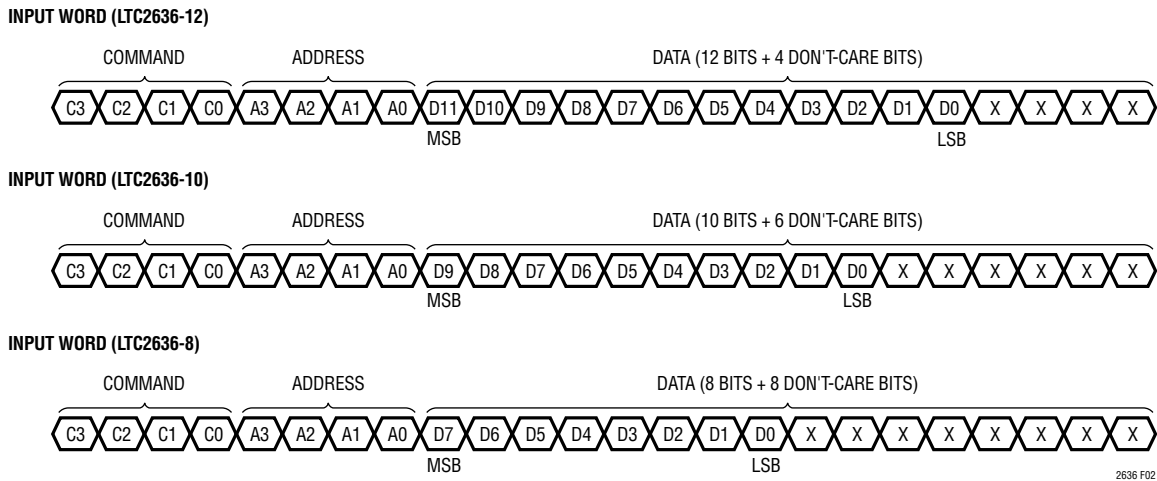 INPUT WORD (LTC2636-12)
COMMAND ADDRESS DATA (12 BITS + 4 DON'T-CARE BITS)
C3 C2 C1 C0 A3 A2 A1 A0 D11 D10 D9 D8 D7 D6 D5 D4 D3 D2 D1 D0 X X X X
MSB LSB
INPUT WORD (LTC2636-10)
COMMAND ADDRESS DATA (10 BITS + 6 DON'T-CARE BITS)
C3 C2 C1 C0 A3 A2 A1 A0 D9 D8 D7 D6 D5 D4 D3 D2 D1 D0 X X X X X X
MSB LSB
INPUT WORD (LTC2636-8)
COMMAND ADDRESS DATA (8 BITS + 8 DON'T-CARE BITS)
C3 C2 C1 C0 A3 A2 A1 A0 D7 D6 D5 D4 D3 D2 D1 D0 X X X X X X X X
MSB LSB
2636 F02